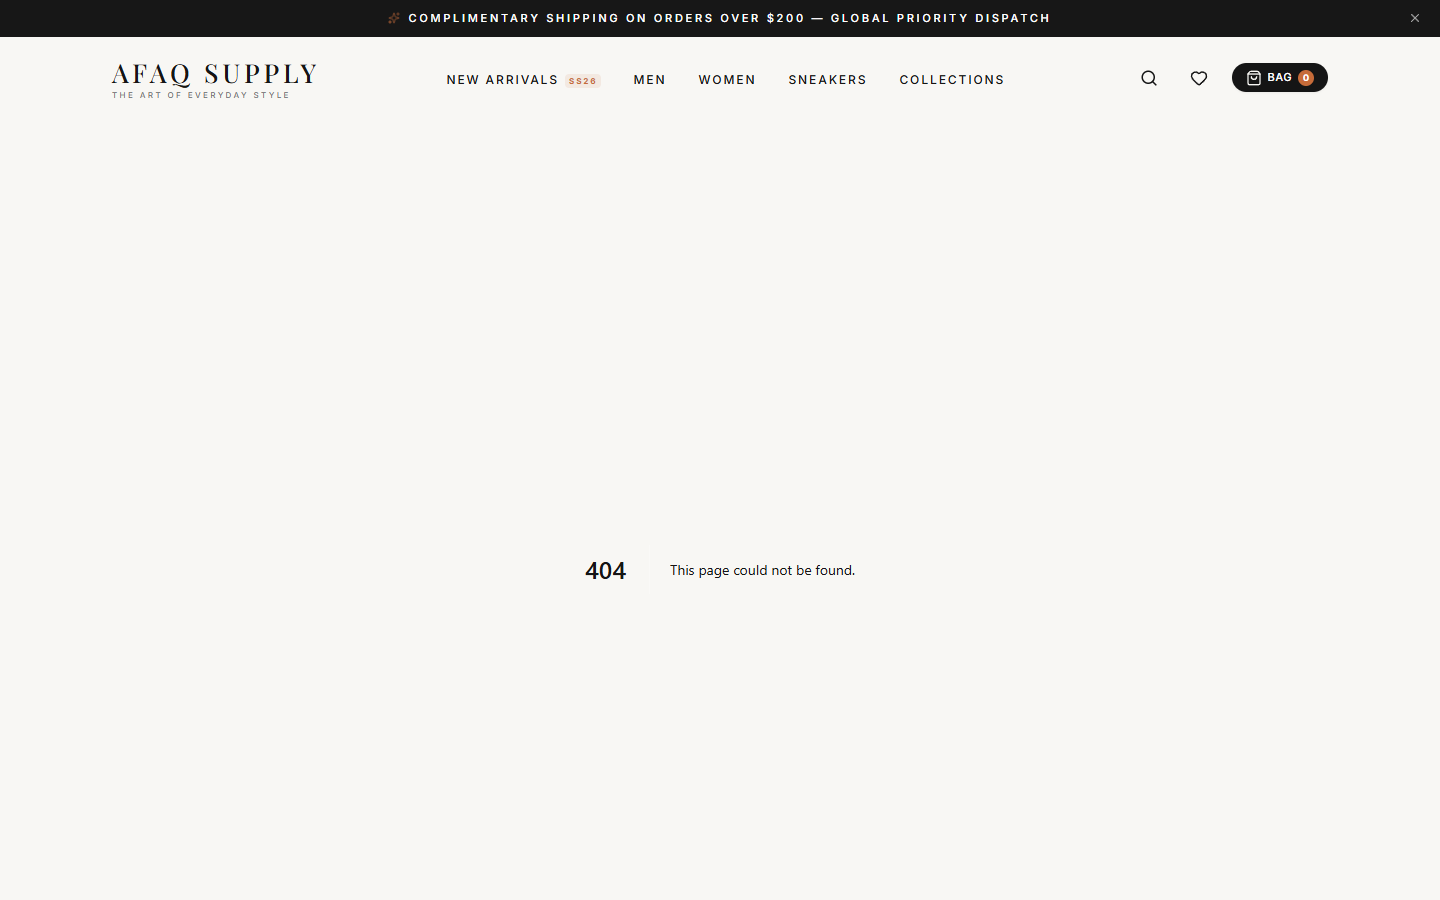 COMPLIMENTARY SHIPPING ON ORDERS OVER $200 — GLOBAL PRIORITY DISPATCH
AFAQ SUPPLY
THE ART OF EVERYDAY STYLE
NEW ARRIVALS SS26 MEN WOMEN SNEAKERS COLLECTIONS
BAG 0
404 This page could not be found.